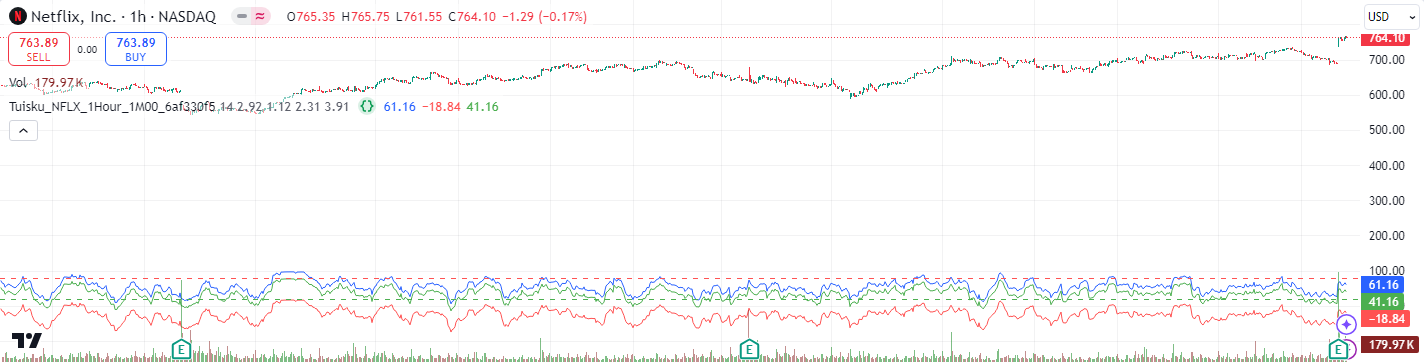 Netflix, Inc. · 1h · NASDAQ O765.35 H765.75 L761.55 C764.10 −1.29 (−0.17%)
USD
763.89 SELL 0.00 763.89 BUY
764.10
700.00
Vol 179.97K
600.00
Tuisku_NFLX_1Hour_1M00_6af330f5 14 2.92 1.12 2.31 3.91 61.16 −18.84 41.16
500.00
400.00
300.00
200.00
100.00
61.16
41.16
−18.84
E E E
179.97K